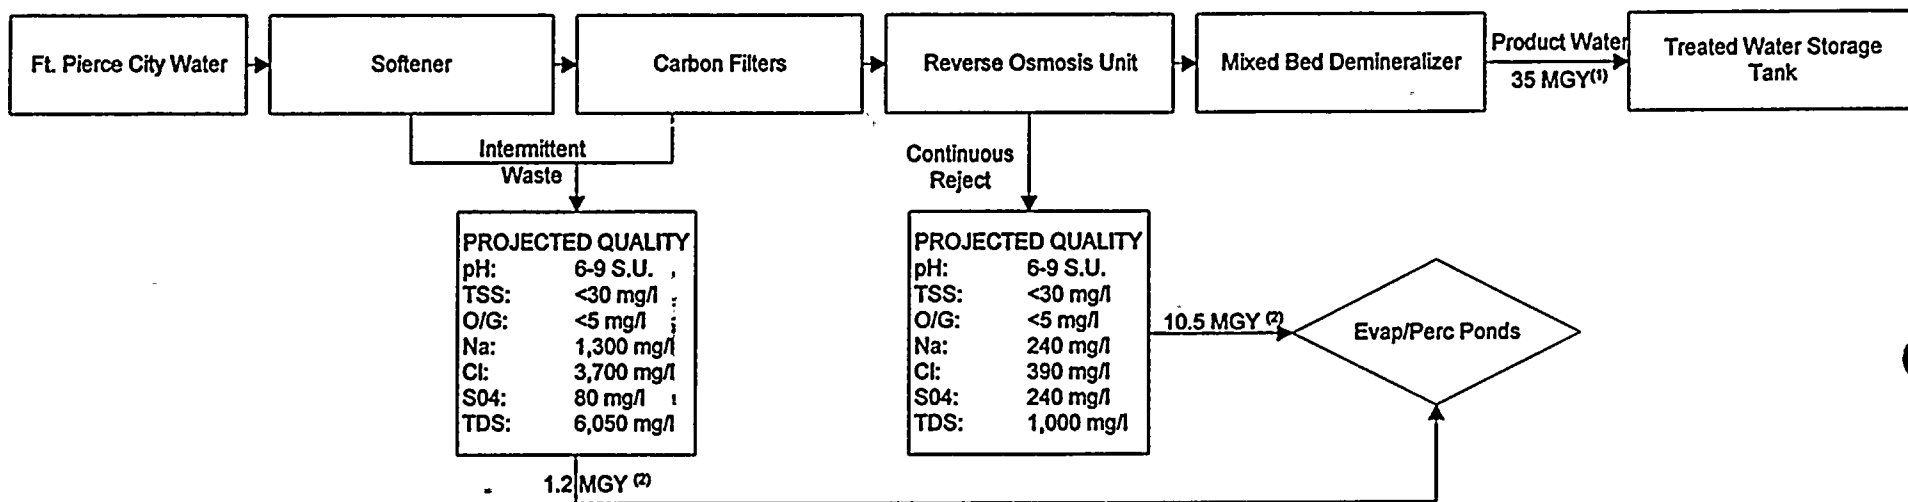 Ft. Pierce City Water
Softener
Carbon Filters
Reverse Osmosis Unit
Mixed Bed Demineralizer
Product Water
35 MGY(1)
Treated Water Storage
Tank
Intermittent
Waste
Continuous
Reject
PROJECTED QUALITY
pH: 6-9 S.U.
TSS: <30 mg/l
O/G: <5 mg/l
Na: 1,300 mg/l
Cl: 3,700 mg/l
S04: 80 mg/l
TDS: 6,050 mg/l
1.2 MGY (2)
PROJECTED QUALITY
pH: 6-9 S.U.
TSS: <30 mg/l
O/G: <5 mg/l
Na: 240 mg/l
Cl: 390 mg/l
S04: 240 mg/l
TDS: 1,000 mg/l
10.5 MGY (2)
Evap/Perc Ponds